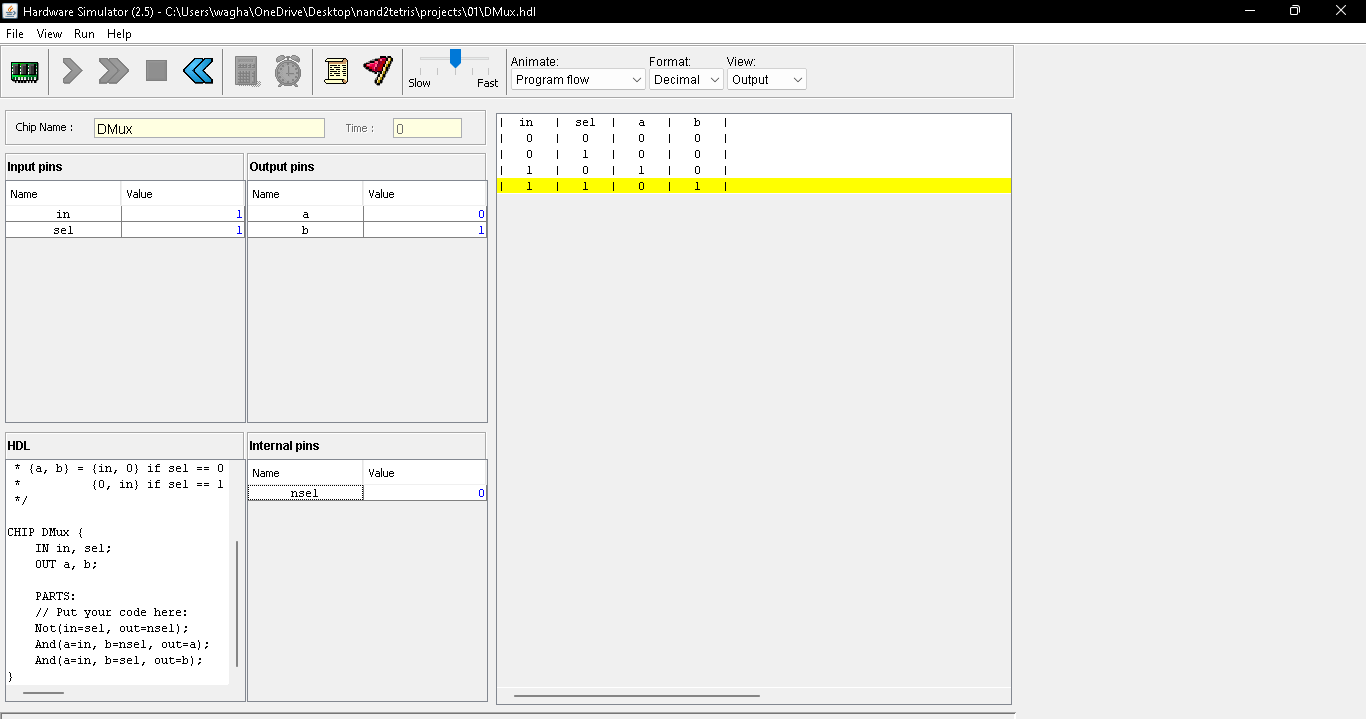 Hardware Simulator (2.5) - C:\Users\wagha\OneDrive\Desktop\nand2tetris\projects\01\DMux.hdl
File View Run Help
Slow Fast
Animate: Format: View:
Program flow Decimal Output
Chip Name : DMux Time : 0
Input pins
Name Value
in 1
sel 1
Output pins
Name Value
a 0
b 1
HDL
* {a, b} = {in, 0} if sel == 0
* {0, in} if sel == 1
*/
CHIP DMux {
IN in, sel;
OUT a, b;
PARTS:
// Put your code here:
Not(in=sel, out=nsel);
And(a=in, b=nsel, out=a);
And(a=in, b=sel, out=b);
}
Internal pins
Name Value
nsel 0
| in | sel | a | b |
| 0 | 0 | 0 | 0 |
| 0 | 1 | 0 | 0 |
| 1 | 0 | 1 | 0 |
| 1 | 1 | 0 | 1 |